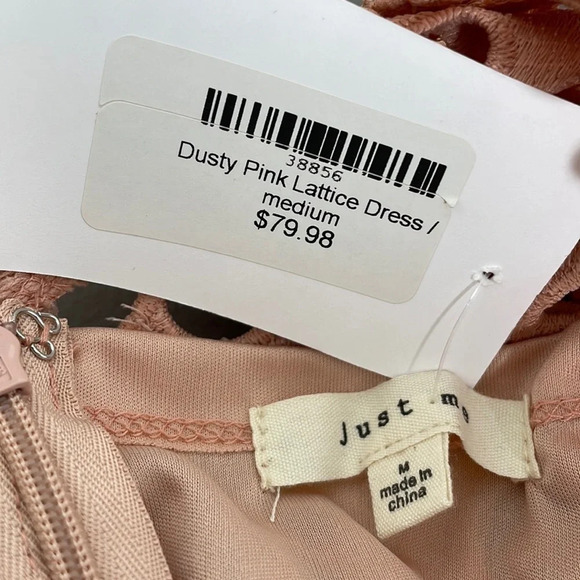 38856
Dusty Pink Lattice Dress /
medium
$79.98
just me
M
made in
china